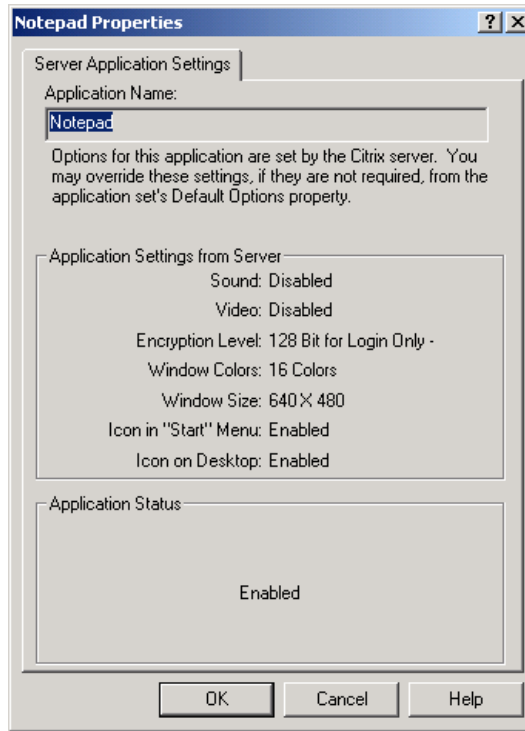 Notepad Properties
Server Application Settings
Application Name:
Notepad
Options for this application are set by the Citrix server. You
may override these settings, if they are not required, from the
application set's Default Options property.
Application Settings from Server
Sound: Disabled
Video: Disabled
Encryption Level: 128 Bit for Login Only -
Window Colors: 16 Colors
Window Size: 640 X 480
Icon in "Start" Menu: Enabled
Icon on Desktop: Enabled
Application Status
Enabled
OK Cancel Help